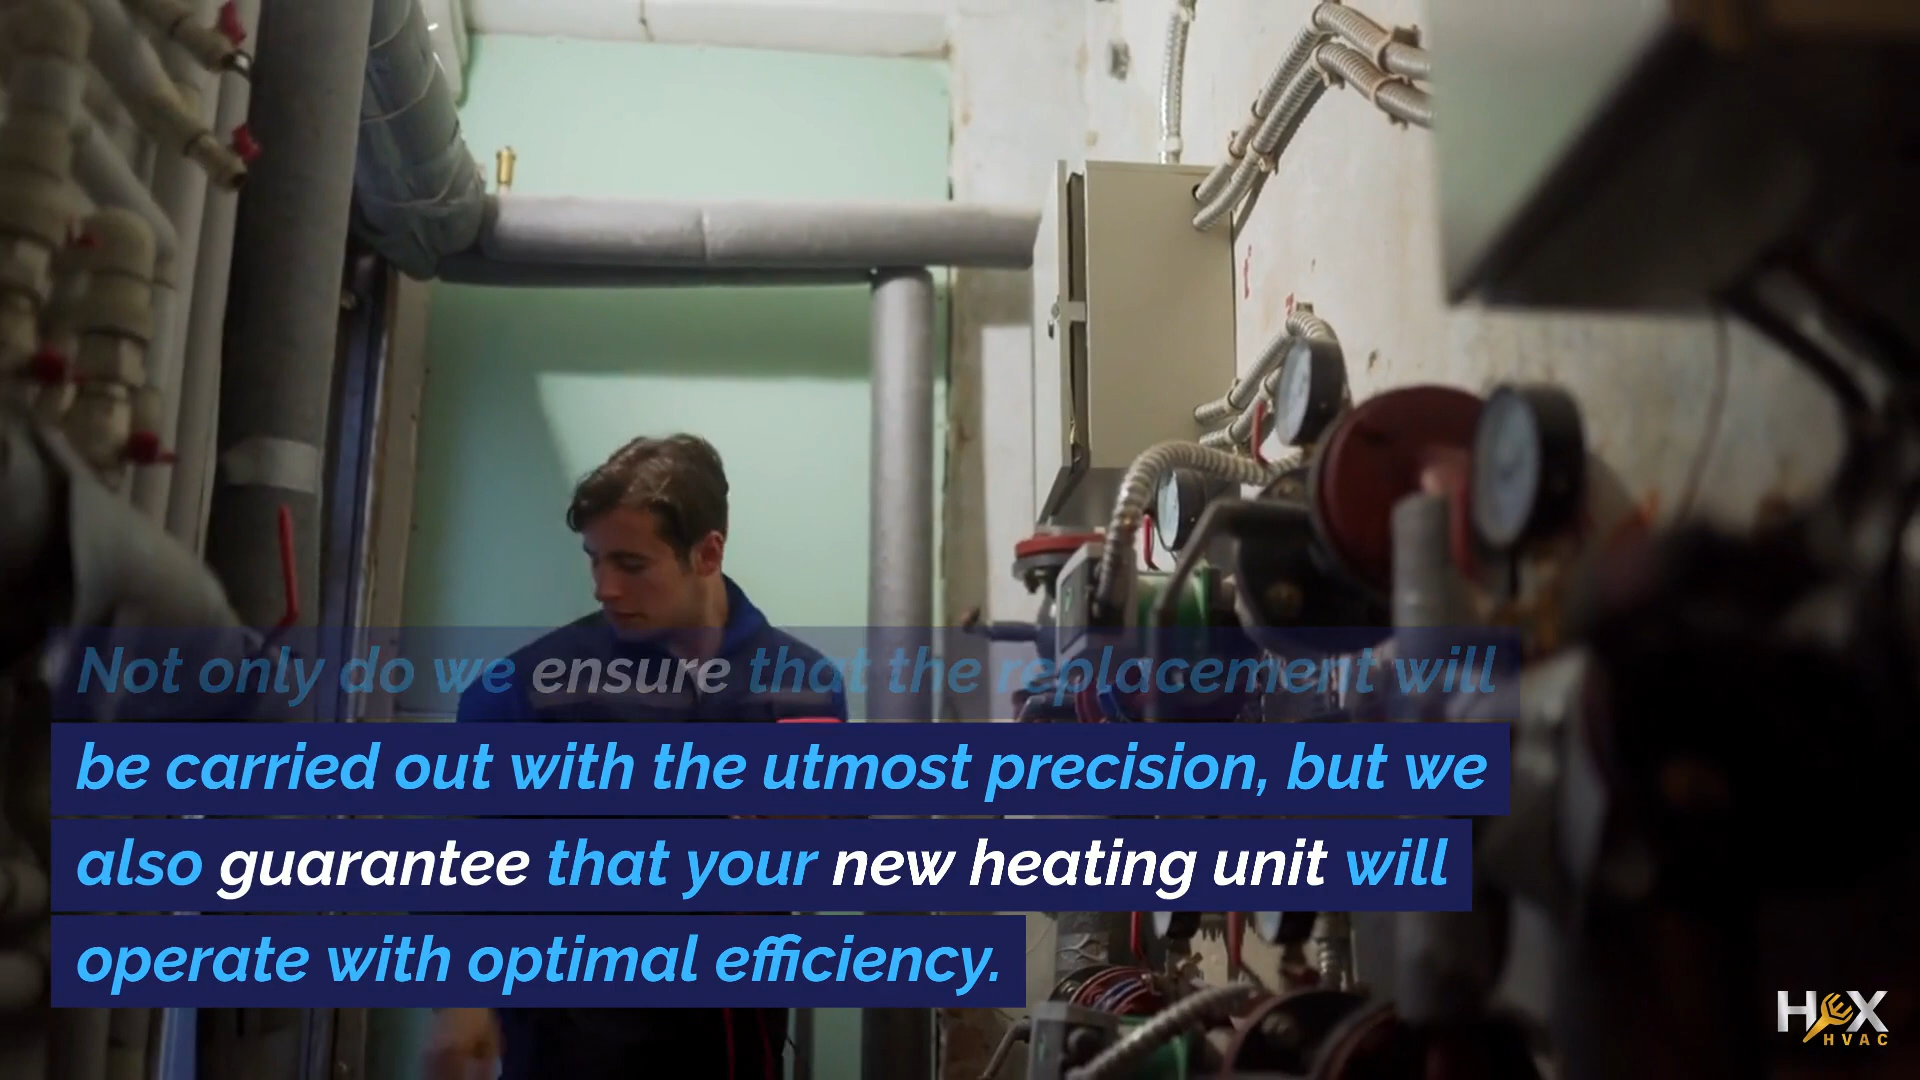 Not only do we ensure that the replacement will
be carried out with the utmost precision, but we
also guarantee that your new heating unit will
operate with optimal efficiency.
HEX
HVAC